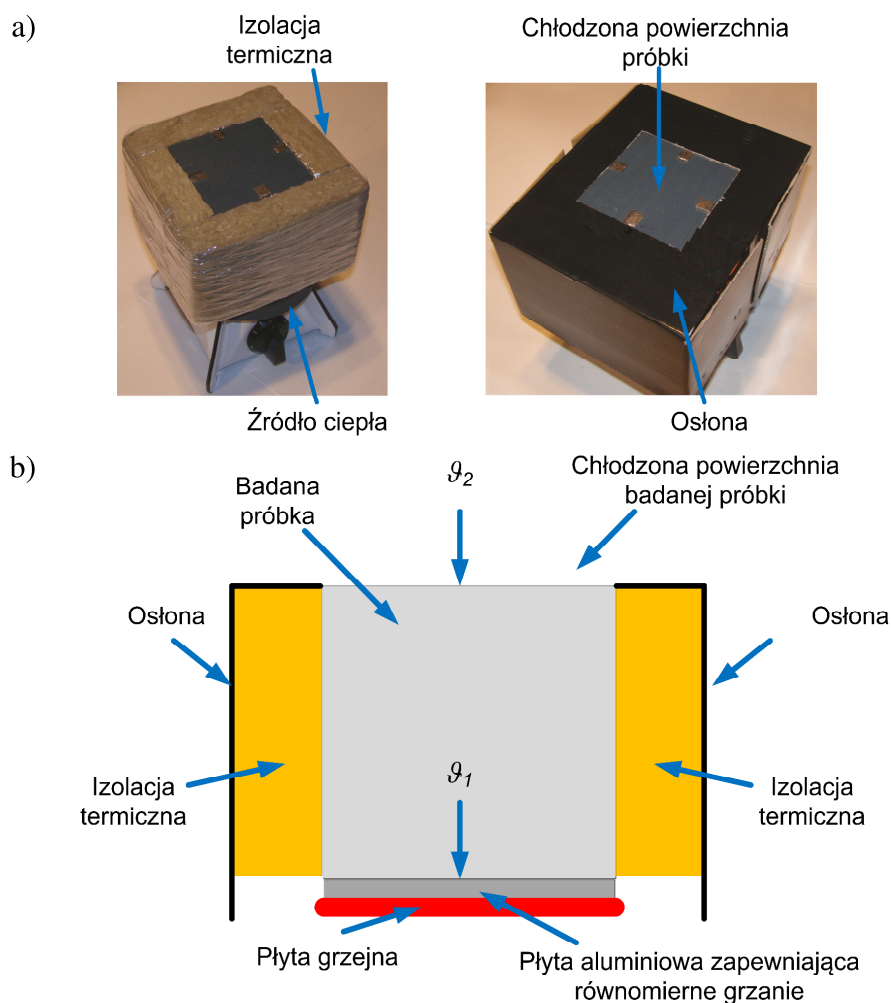 a)
Izolacja
termiczna
Chłodzona powierzchnia
próbki
Źródło ciepła
Osłona
b)
Badana
próbka
ϑ2
Chłodzona powierzchnia
badanej próbki
Osłona
Osłona
Izolacja
termiczna
ϑ1
Izolacja
termiczna
Płyta grzejna
Płyta aluminiowa zapewniająca
równomierne grzanie